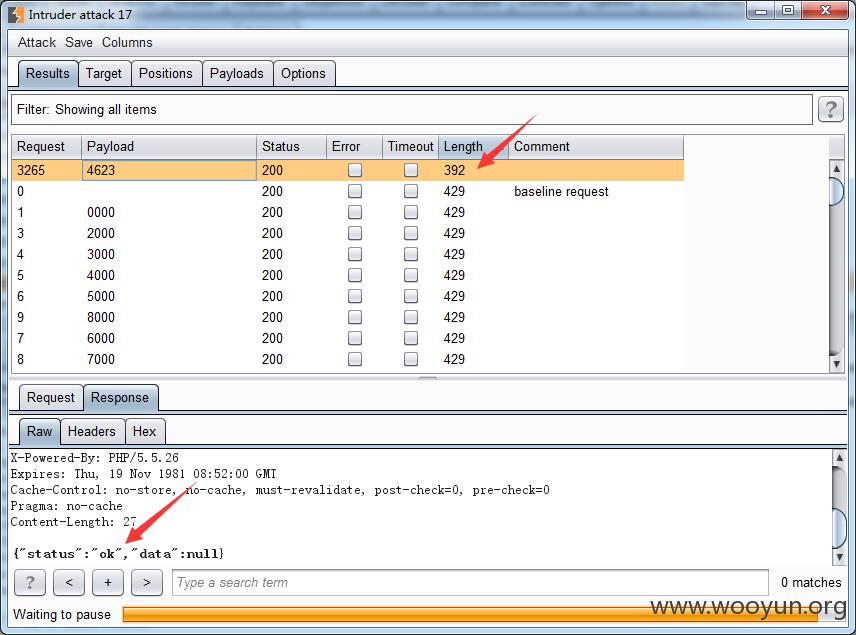 Intruder attack 17
Attack Save Columns
Results Target Positions Payloads Options
Filter: Showing all items ?
Request Payload Status Error Timeout Length Comment
3265 4623 200 392
0 200 429 baseline request
1 0000 200 429
3 2000 200 429
4 3000 200 429
5 4000 200 429
6 5000 200 429
9 8000 200 429
7 6000 200 429
8 7000 200 429
Request Response
Raw Headers Hex
X-Powered-By: PHP/5.5.26
Expires: Thu, 19 Nov 1981 08:52:00 GMT
Cache-Control: no-store, no-cache, must-revalidate, post-check=0, pre-check=0
Pragma: no-cache
Content-Length: 27
{"status":"ok","data":null}
? < + > Type a search term 0 matches
Waiting to pause
www.wooyun.org